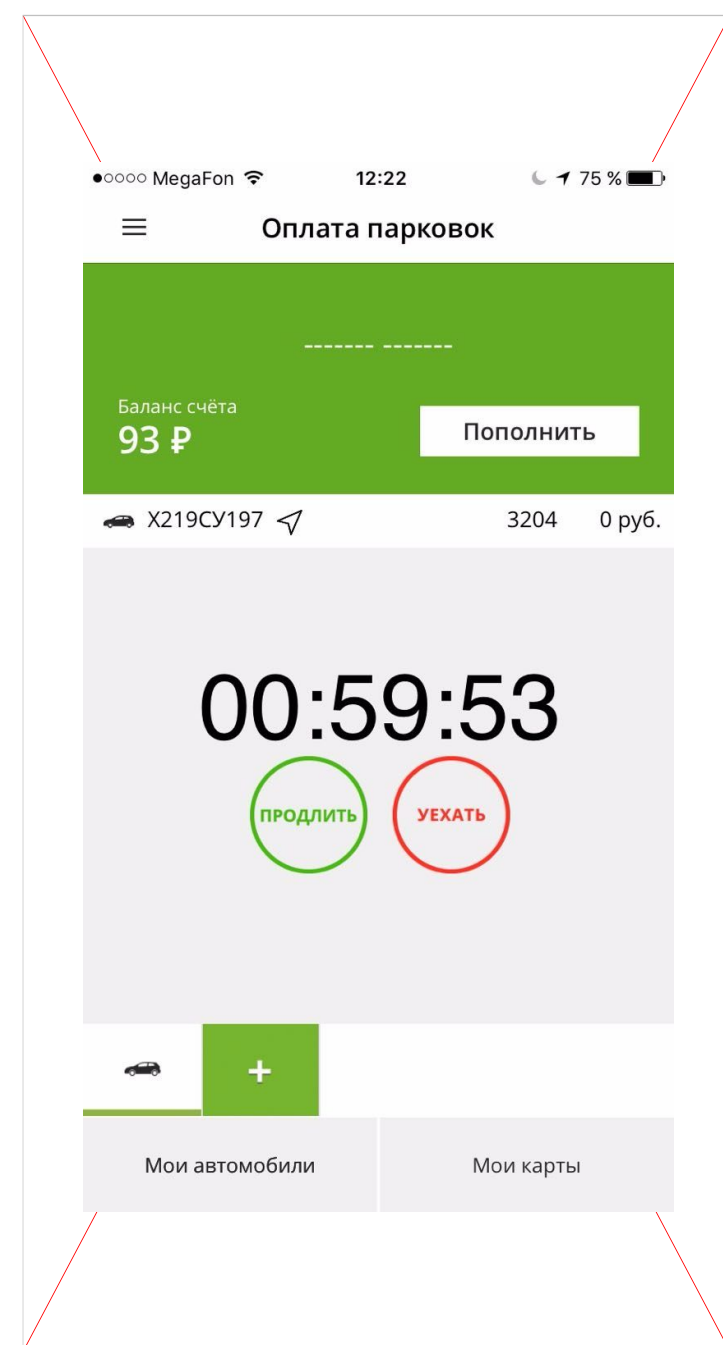 MegaFon 12:22 75 %
Оплата парковок
------- -------
Баланс счёта
93 ₽
Пополнить
Х219СУ197 3204 0 руб.
00:59:53
ПРОДЛИТЬ УЕХАТЬ
+
Мои автомобили Мои карты